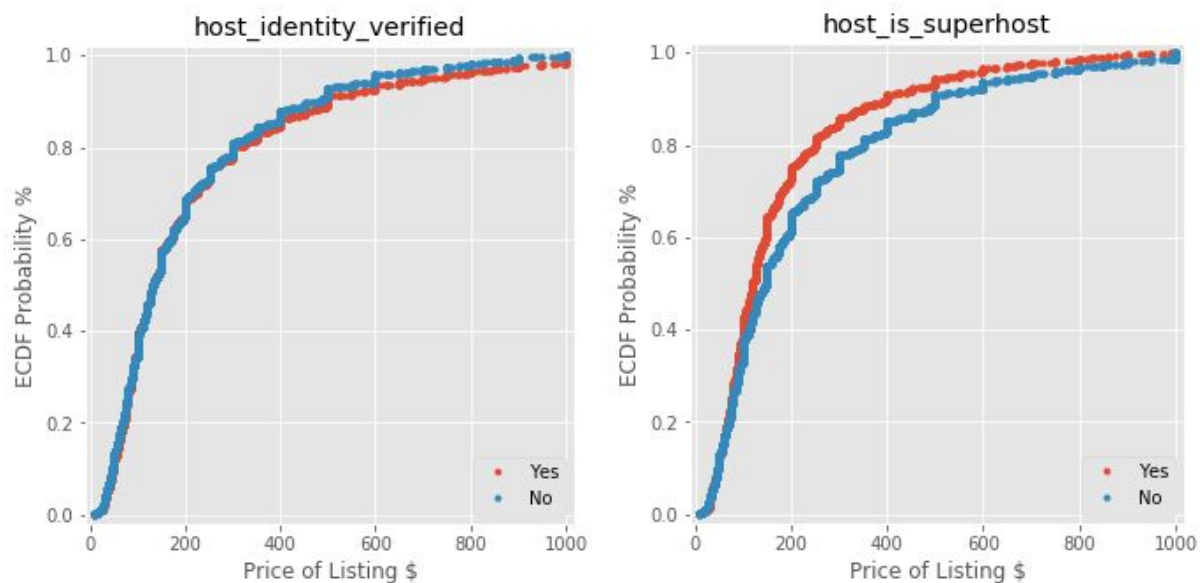 host_identity_verified
1.0
0.8
0.6
0.4
0.2
0.0
ECDF Probability %
0
200
400
600
800
1000
Price of Listing $
Yes
No
host_is_superhost
1.0
0.8
0.6
0.4
0.2
0.0
ECDF Probability %
0
200
400
600
800
1000
Price of Listing $
Yes
No